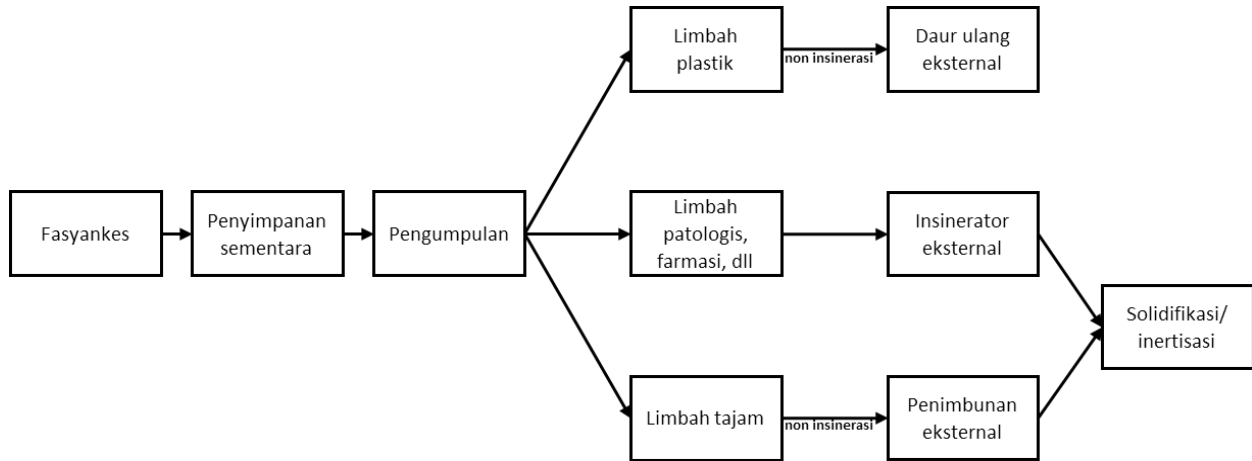 Limbah
plastik
non insinerasi
Daur ulang
eksternal
Fasyankes
Penyimpanan
sementara
Pengumpulan
Limbah
patologis,
farmasi, dll
Insinerator
eksternal
Solidifikasi/
inertisasi
Limbah tajam
non insinerasi
Penimbunan
eksternal